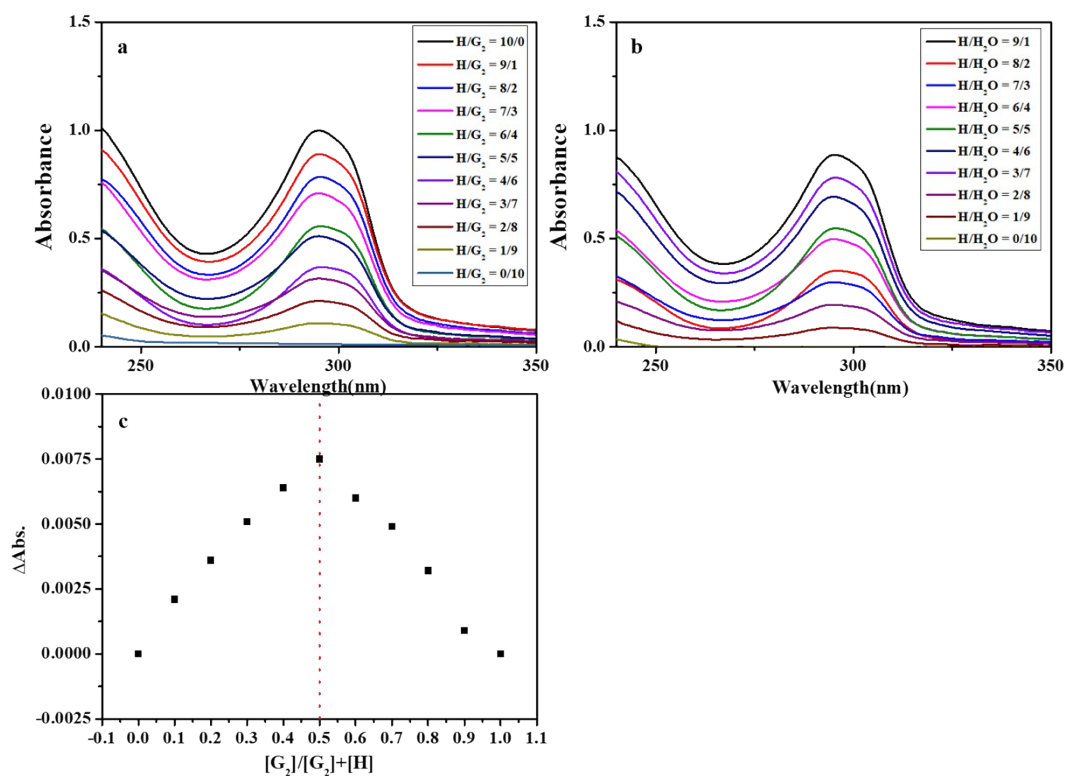 a
1.5
1.0
0.5
0.0
Absorbance
250
300
350
Wavelength(nm)
H/G₂ = 10/0
H/G₂ = 9/1
H/G₂ = 8/2
H/G₂ = 7/3
H/G₂ = 6/4
H/G₂ = 5/5
H/G₂ = 4/6
H/G₂ = 3/7
H/G₂ = 2/8
H/G₂ = 1/9
H/G₂ = 0/10
b
1.5
1.0
0.5
0.0
Absorbance
250
300
350
Wavelength(nm)
H/H₂O = 9/1
H/H₂O = 8/2
H/H₂O = 7/3
H/H₂O = 6/4
H/H₂O = 5/5
H/H₂O = 4/6
H/H₂O = 3/7
H/H₂O = 2/8
H/H₂O = 1/9
H/H₂O = 0/10
c
0.0100
0.0075
0.0050
0.0025
0.0000
-0.0025
ΔAbs.
-0.1 0.0 0.1 0.2 0.3 0.4 0.5 0.6 0.7 0.8 0.9 1.0 1.1
[G₂]/[G₂]+[H]